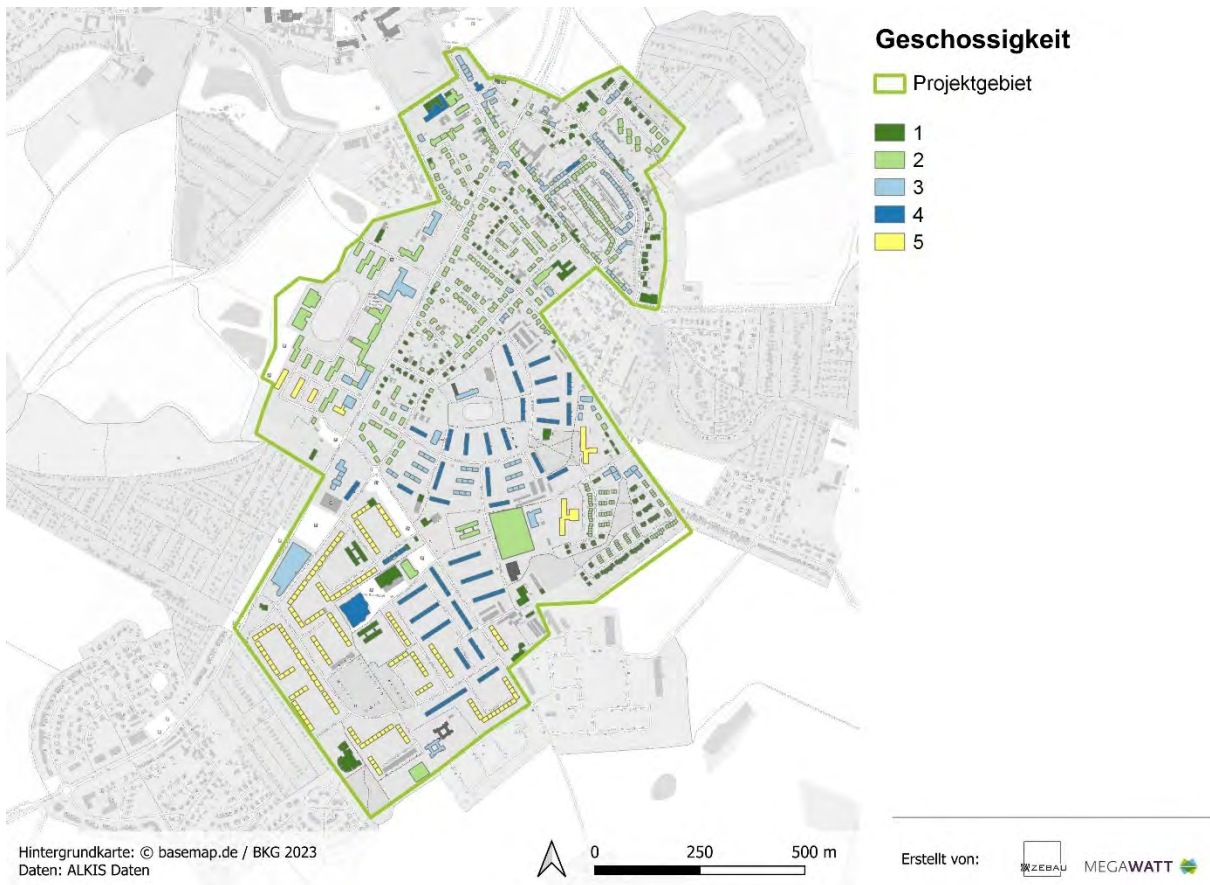 Geschossigkeit
Projektgebiet
1
2
3
4
5
Hintergrundkarte: © basemap.de / BKG 2023
Daten: ALKIS Daten
0 250 500 m
Erstellt von:
ZEBAU
MEGAWATT